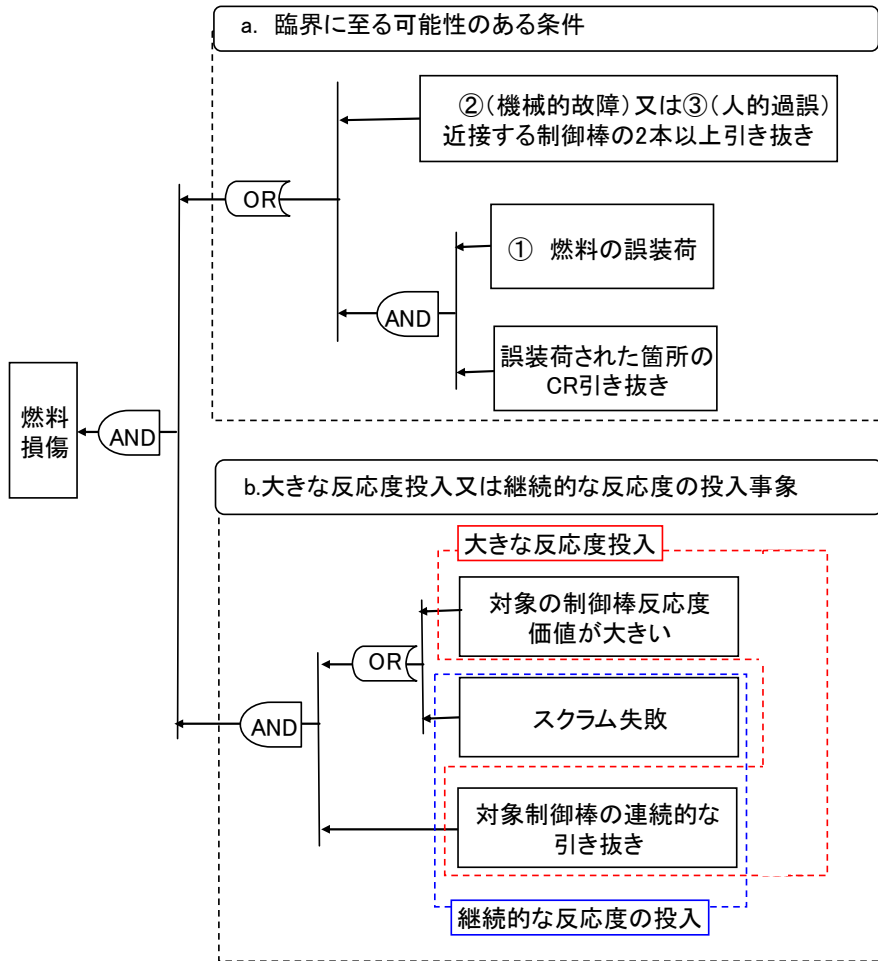 a. 臨界に至る可能性のある条件
②(機械的故障)又は③(人的過誤)
近接する制御棒の2本以上引き抜き
OR
① 燃料の誤装荷
AND
誤装荷された箇所の
CR引き抜き
燃料
損傷
AND
b.大きな反応度投入又は継続的な反応度の投入事象
大きな反応度投入
対象の制御棒反応度
価値が大きい
OR
スクラム失敗
AND
対象制御棒の連続的な
引き抜き
継続的な反応度の投入